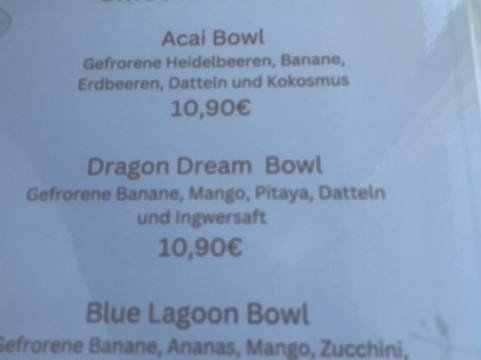 Acai Bowl
Gefrorene Heidelbeeren, Banane,
Erdbeeren, Datteln und Kokosmus
10,90€
Dragon Dream Bowl
Gefrorene Banane, Mango, Pitaya, Datteln
und Ingwersaft
10,90€
Blue Lagoon Bowl
Gefrorene Banane, Ananas, Mango, Zucchini,